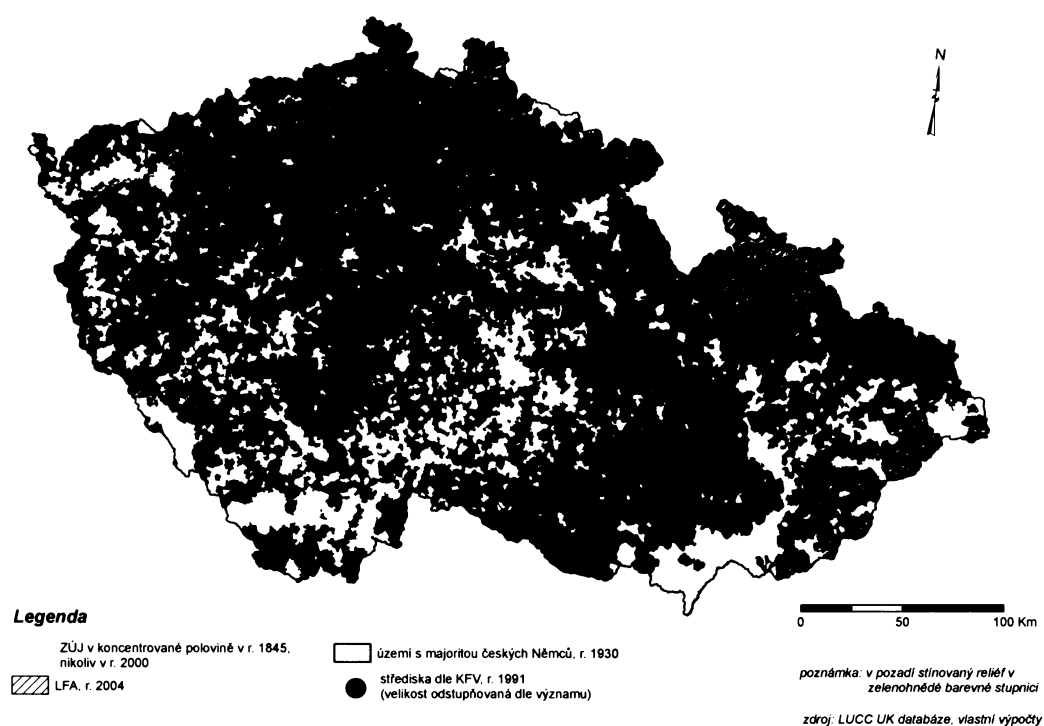 N
Legenda
ZÚJ v koncentrované polovině v r. 1845,
nikoliv v r. 2000
LFA, r. 2004
území s majoritou českých Němců, r. 1930
střediska dle KFV, r. 1991
(velikost odstupňovaná dle významu)
0 50 100 Km
poznámka: v pozadí stínovaný reliéf v
zelenohnědé barevné stupnici
zdroj: LUCC UK databáze, vlastní výpočty